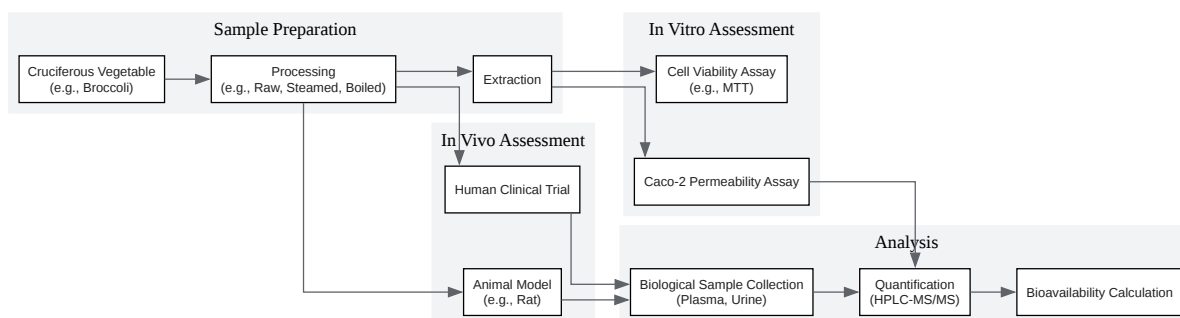 Sample Preparation
Cruciferous Vegetable
(e.g., Broccoli)
Processing
(e.g., Raw, Steamed, Boiled)
Extraction
In Vitro Assessment
Cell Viability Assay
(e.g., MTT)
Caco-2 Permeability Assay
In Vivo Assessment
Human Clinical Trial
Animal Model
(e.g., Rat)
Analysis
Biological Sample Collection
(Plasma, Urine)
Quantification
(HPLC-MS/MS)
Bioavailability Calculation